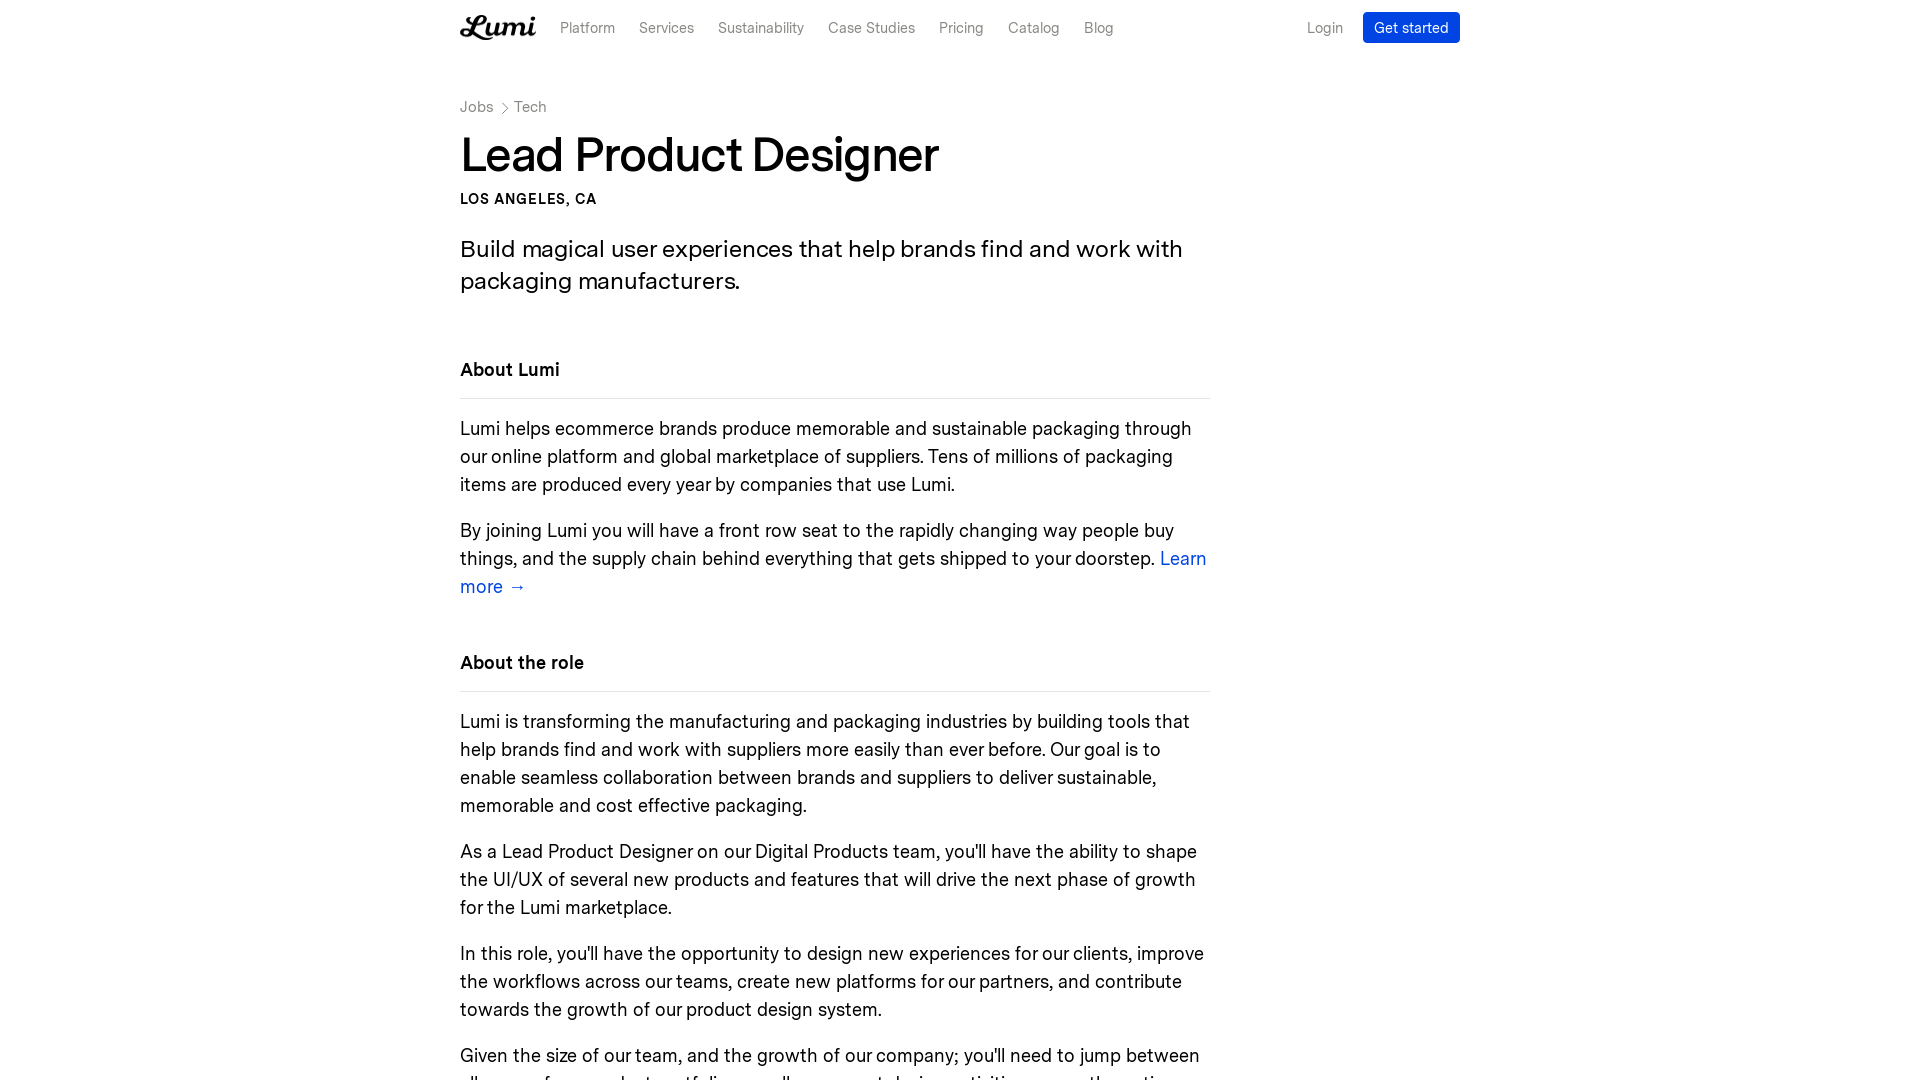 Lumi
Platform
Services
Sustainability
Case Studies
Pricing
Catalog
Blog
Login
Get started
Jobs
Tech
Lead Product Designer
LOS ANGELES, CA
Build magical user experiences that help brands find and work with
packaging manufacturers.
About Lumi
Lumi helps ecommerce brands produce memorable and sustainable packaging through
our online platform and global marketplace of suppliers. Tens of millions of packaging
items are produced every year by companies that use Lumi.
By joining Lumi you will have a front row seat to the rapidly changing way people buy
things, and the supply chain behind everything that gets shipped to your doorstep. Learn
more →
About the role
Lumi is transforming the manufacturing and packaging industries by building tools that
help brands find and work with suppliers more easily than ever before. Our goal is to
enable seamless collaboration between brands and suppliers to deliver sustainable,
memorable and cost effective packaging.
As a Lead Product Designer on our Digital Products team, you'll have the ability to shape
the UI/UX of several new products and features that will drive the next phase of growth
for the Lumi marketplace.
In this role, you'll have the opportunity to design new experiences for our clients, improve
the workflows across our teams, create new platforms for our partners, and contribute
towards the growth of our product design system.
Given the size of our team, and the growth of our company; you'll need to jump between